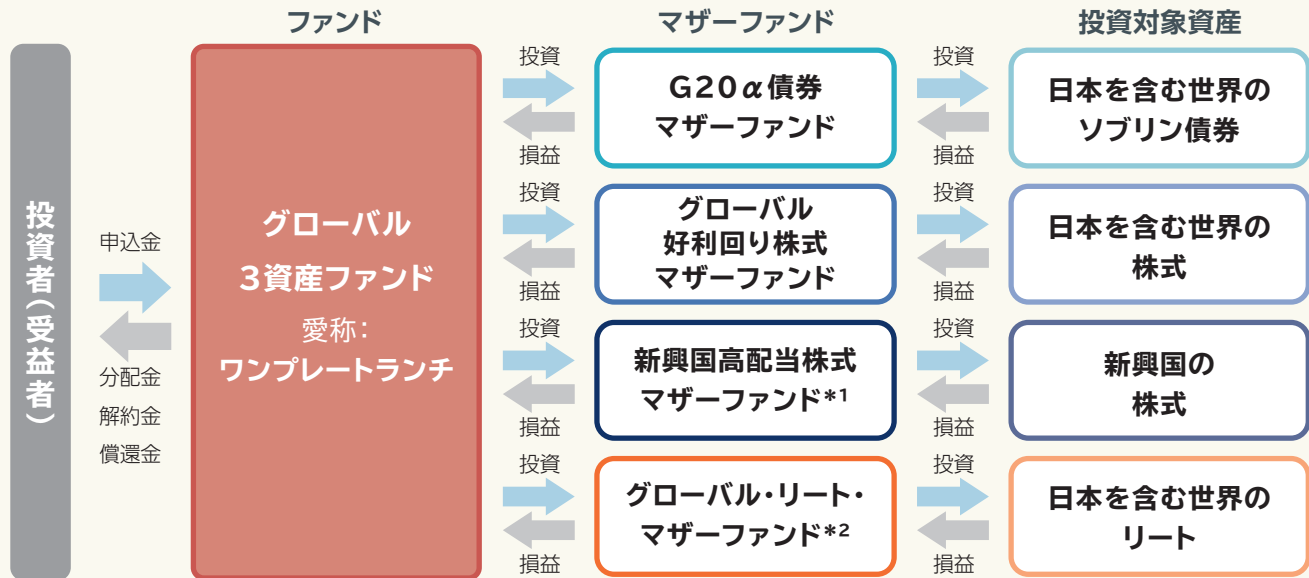 ファンド
マザーファンド
投資対象資産
投資者(受益者)
申込金
分配金
解約金
償還金
グローバル
3資産ファンド
愛称:
ワンプレートランチ
投資
損益
G20α債券
マザーファンド
投資
損益
日本を含む世界の
ソブリン債券
投資
損益
グローバル
好利回り株式
マザーファンド
投資
損益
日本を含む世界の
株式
投資
損益
新興国高配当株式
マザーファンド*1
投資
損益
新興国の
株式
投資
損益
グローバル・リート・
マザーファンド*2
投資
損益
日本を含む世界の
リート